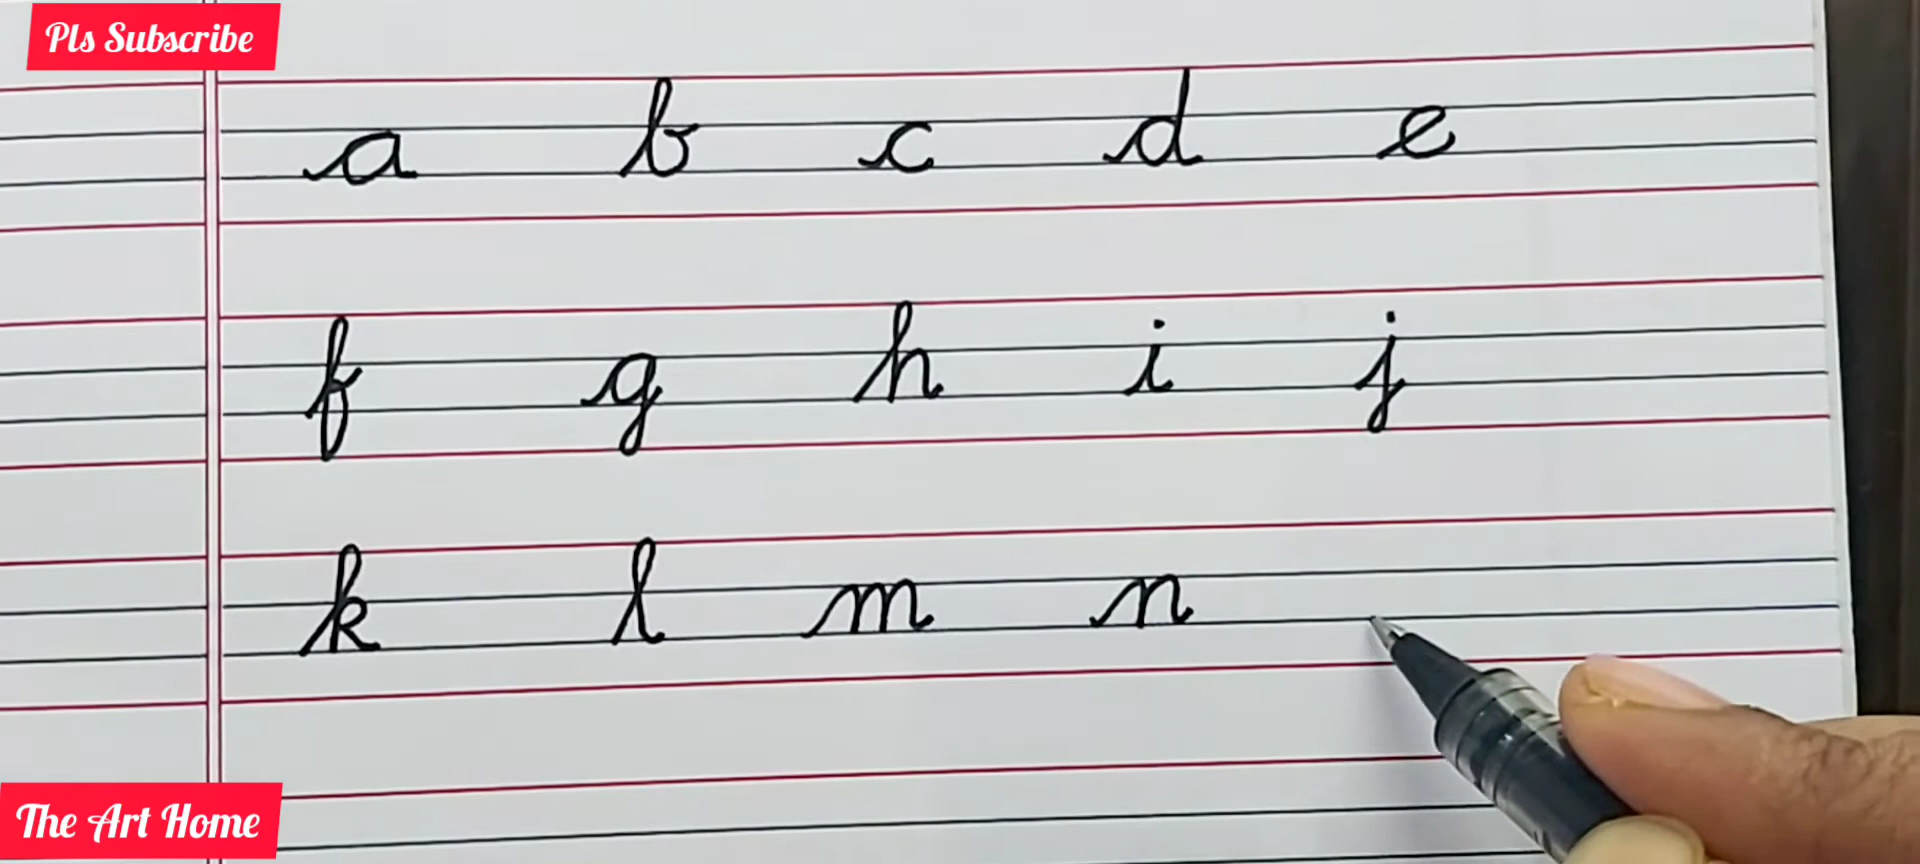 Pls Subscribe
a b c d e
f g h i j
k l m n
The Art Home